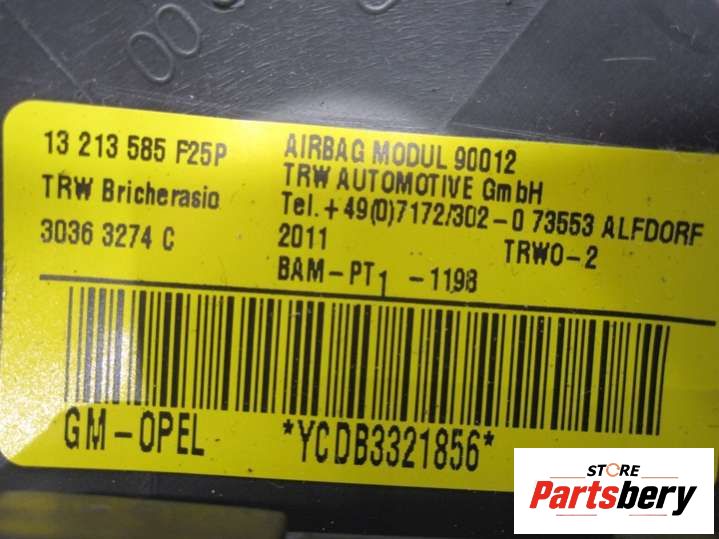 00
13 213 585 F25P
TRW Bricherasio
3036 3274 C
AIRBAG MODUL 90012
TRW AUTOMOTIVE GmbH
Tel.+49(0)7172/302-0 73553 ALFDORF
2011 TRWO-2
BAM-PT1 -1198
GM-OPEL *YCDB3321856*
STORE
Partsbery